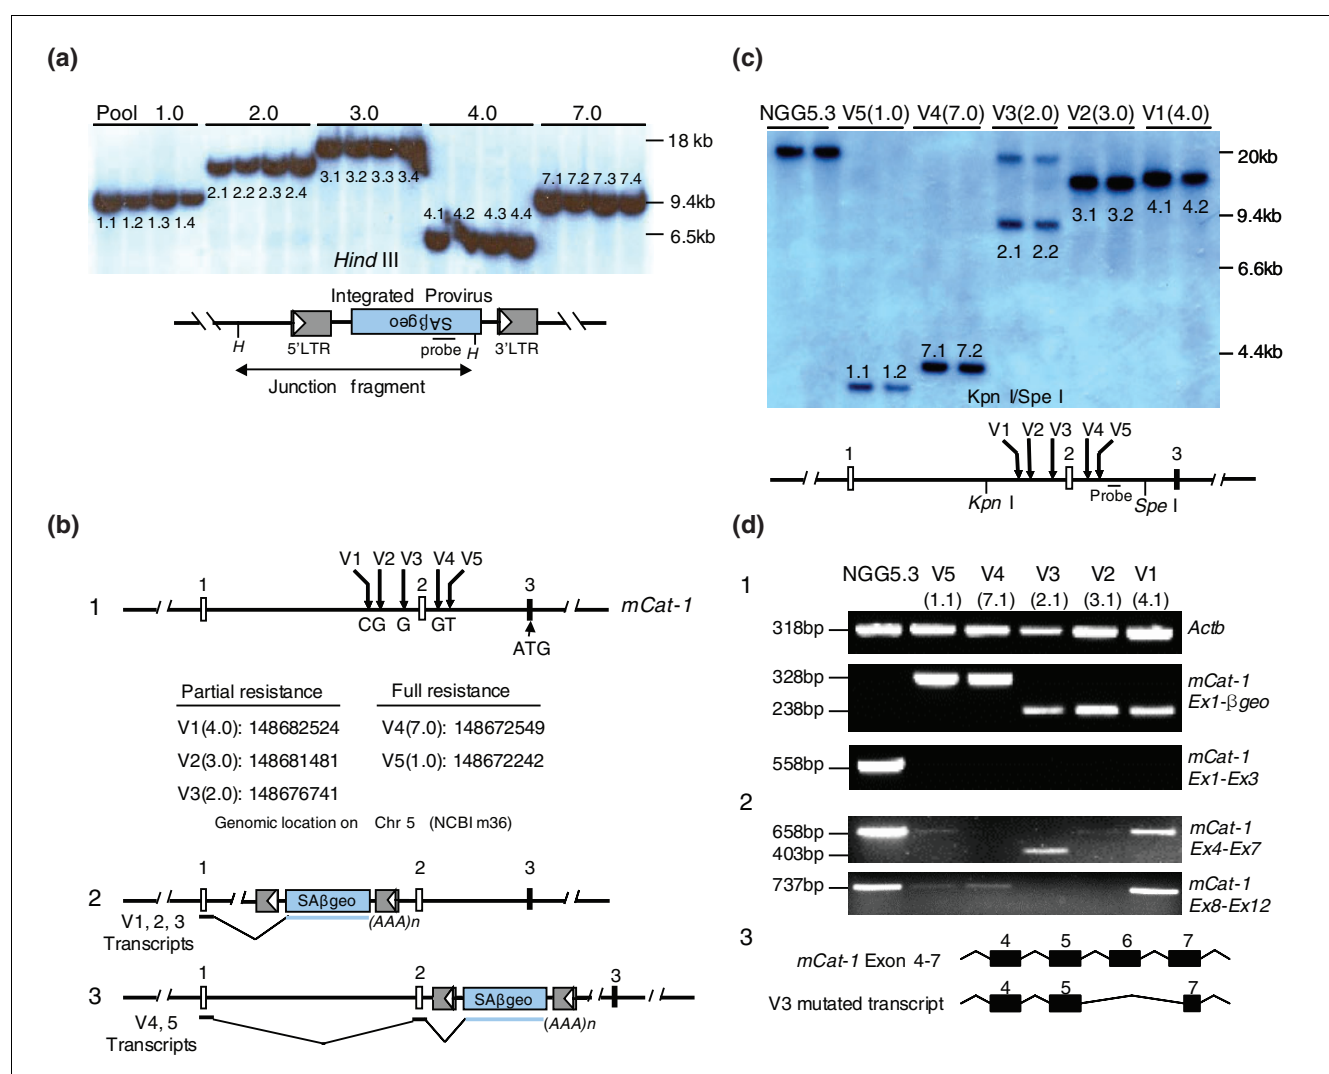 (a)
Pool 1.0 2.0 3.0 4.0 7.0
18 kb
3.1 3.2 3.3 3.4
7.1 7.2 7.3 7.4
2.1 2.2 2.3 2.4
9.4kb
1.1 1.2 1.3 1.4
4.1 4.2 4.3 4.4
6.5kb
Hind III
Integrated Provirus
SAβgeo
H 5'LTR probe H 3'LTR
Junction fragment
(b)
V1 V2 V3 V4 V5
1 2 3
1 mCat-1
CG G GT
ATG
Partial resistance Full resistance
V1(4.0): 148682524 V4(7.0): 148672549
V2(3.0): 148681481 V5(1.0): 148672242
V3(2.0): 148676741
Genomic location on Chr 5 (NCBI m36)
1 2 3
2 SAβgeo
V1, 2, 3 (AAA)n
Transcripts
1 2 3
3 SAβgeo
V4, 5 (AAA)n
Transcripts
(c)
NGG5.3 V5(1.0) V4(7.0) V3(2.0) V2(3.0) V1(4.0)
20kb
3.1 3.2 4.1 4.2
9.4kb
2.1 2.2
6.6kb
7.1 7.2
4.4kb
1.1 1.2
Kpn I/Spe I
V1 V2 V3 V4 V5
1 2 3
Kpn I Probe Spe I
(d)
NGG5.3 V5 V4 V3 V2 V1
1 (1.1) (7.1) (2.1) (3.1) (4.1)
318bp Actb
328bp mCat-1
238bp Ex1-βgeo
558bp mCat-1
Ex1-Ex3
2
658bp mCat-1
403bp Ex4-Ex7
737bp mCat-1
Ex8-Ex12
3
4 5 6 7
mCat-1 Exon 4-7
4 5 7
V3 mutated transcript